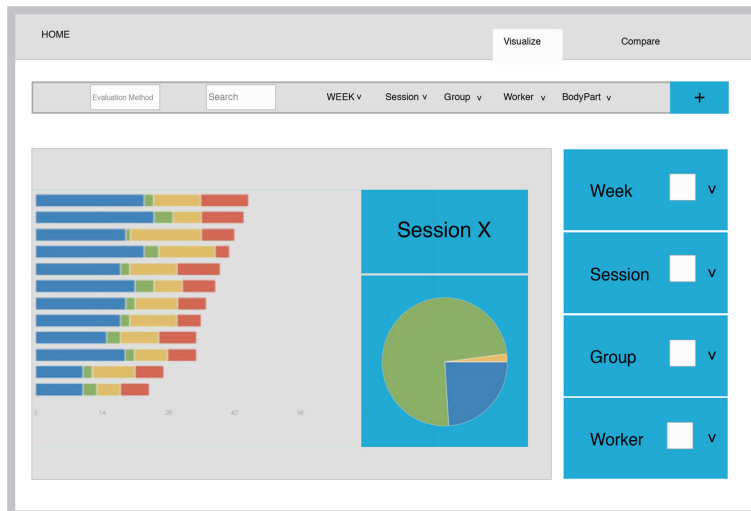 HOME
Visualize
Compare
Evaluation Method
Search
WEEK v
Session v
Group v
Worker v
BodyPart v
+
Session X
0 14 28 42 56
Week v
Session v
Group v
Worker v